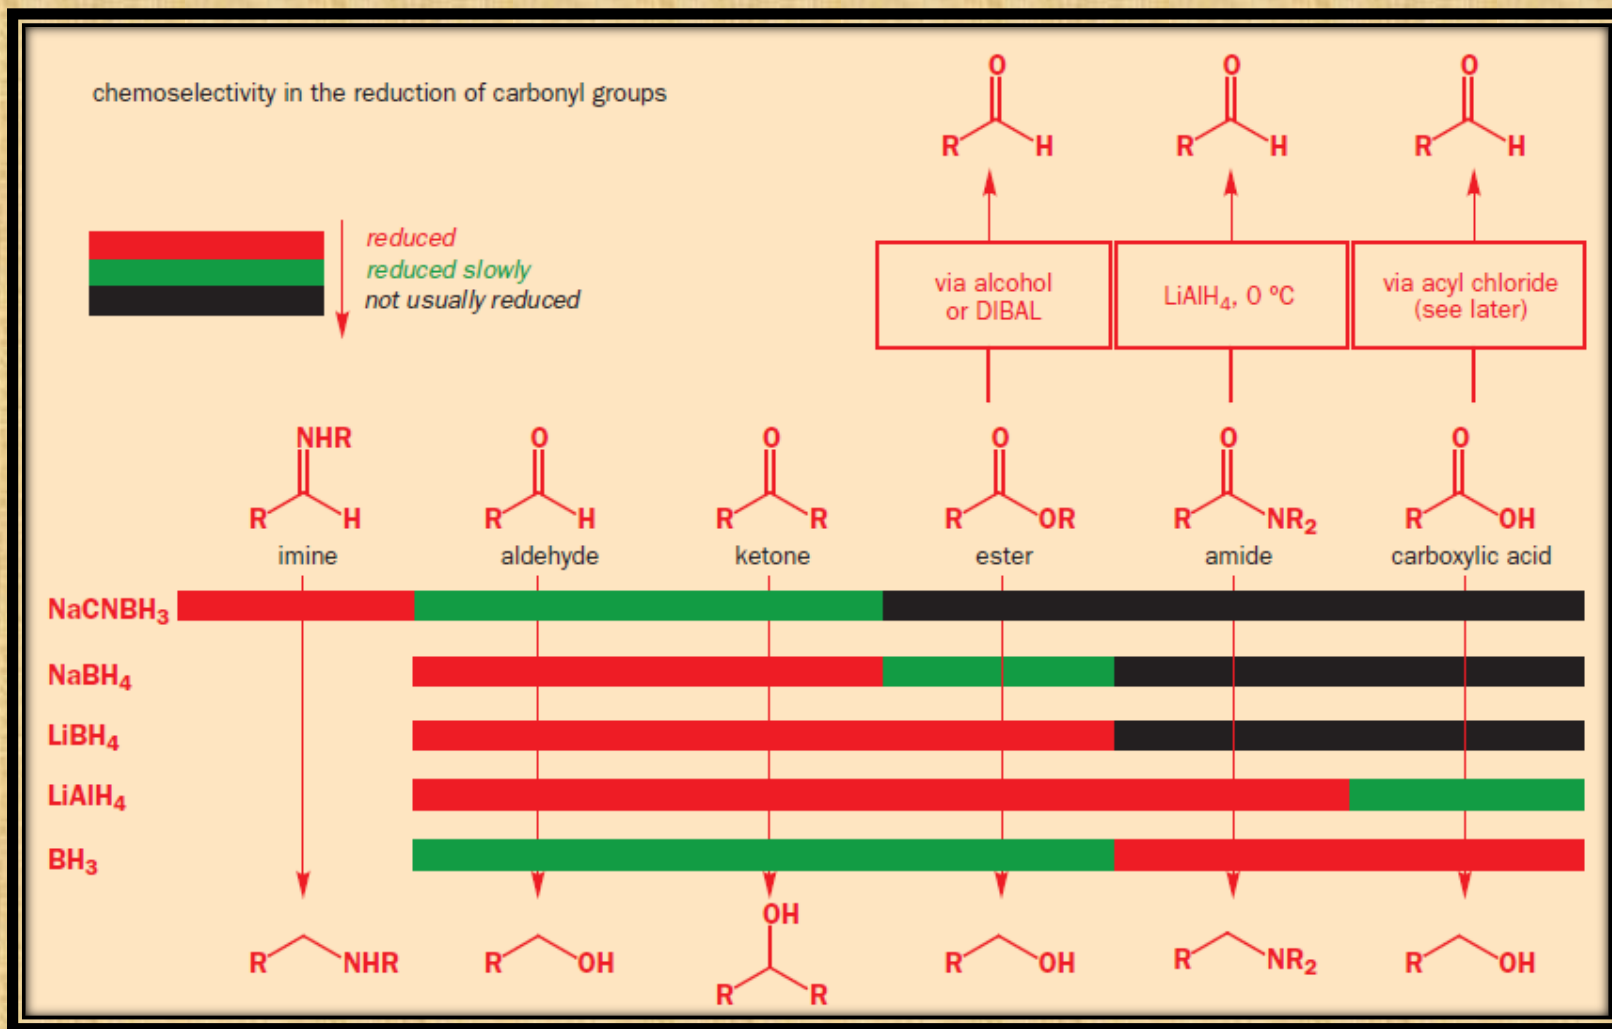 chemoselectivity in the reduction of carbonyl groups
O O O
R H R H R H
reduced
reduced slowly
not usually reduced
via alcohol
or DIBAL
LiAlH₄, 0 ºC
via acyl chloride
(see later)
NHR O O O O O
R H R H R R R OR R NR₂ R OH
imine aldehyde ketone ester amide carboxylic acid
NaCNBH₃
NaBH₄
LiBH₄
LiAlH₄
BH₃
OH
R NHR R OH R R R OH R NR₂ R OH